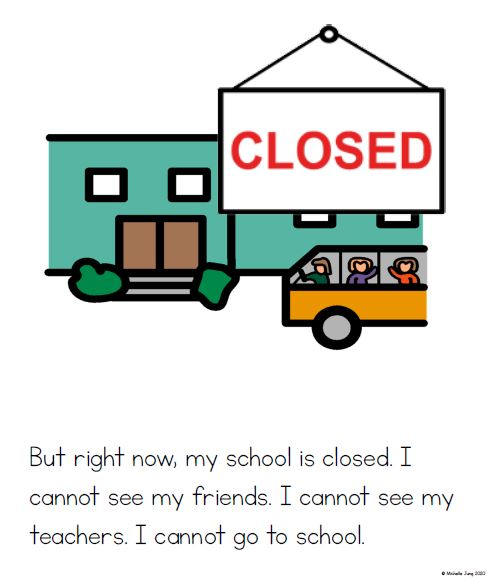 CLOSED
But right now, my school is closed. I
cannot see my friends. I cannot see my
teachers. I cannot go to school.
© Michelle Jung 2020